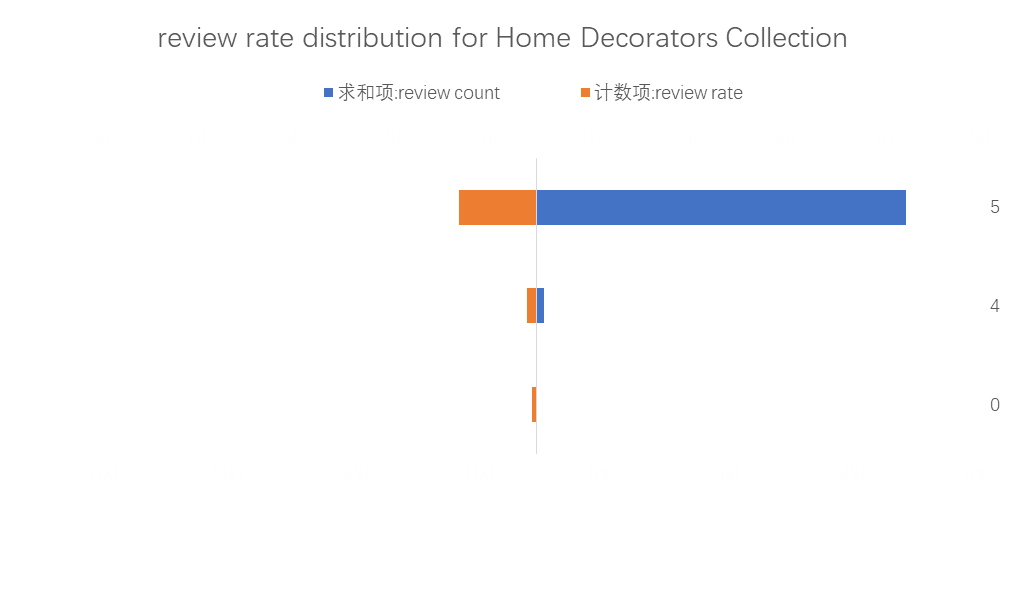 review rate distribution for Home Decorators Collection
求和项:review count 计数项:review rate
5
4
0